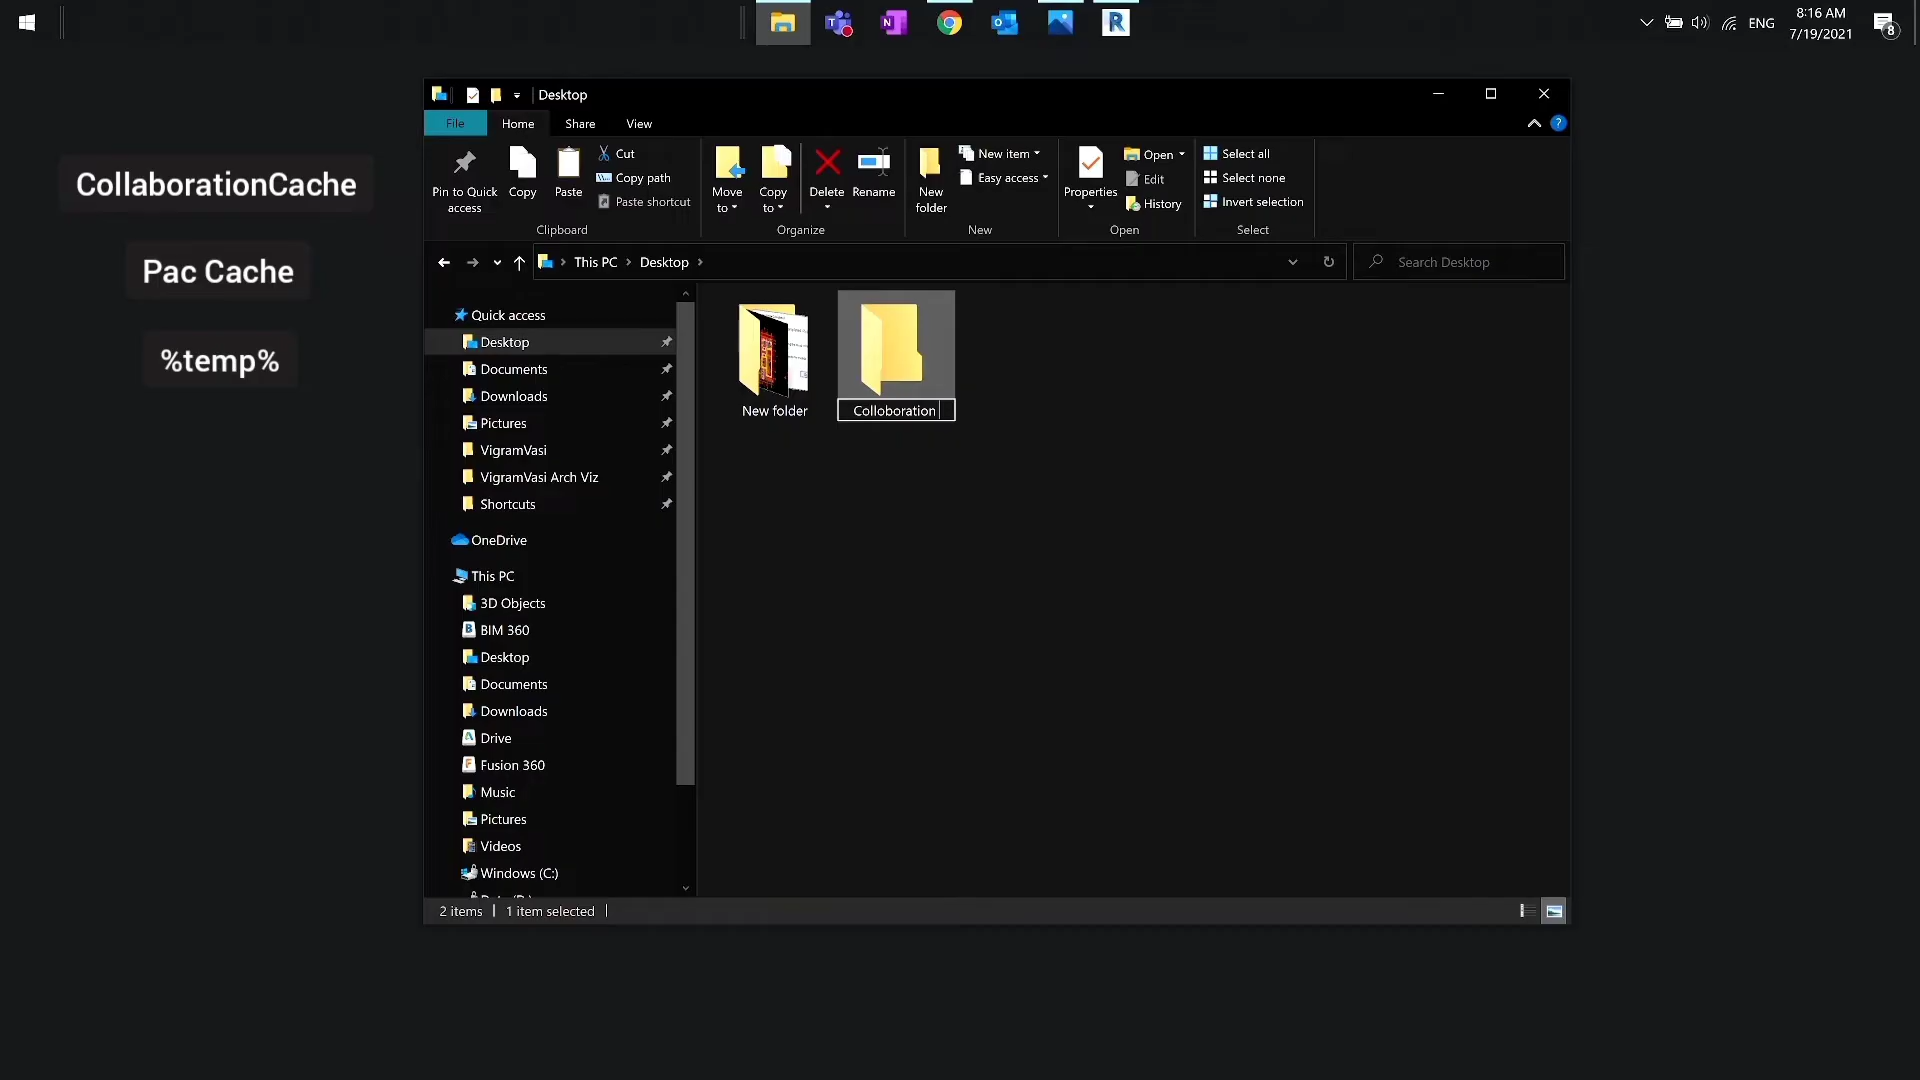 ENG
8:16 AM
7/19/2021
8
Desktop
File
Home
Share
View
Pin to Quick
access
Copy
Paste
Cut
Copy path
Paste shortcut
Clipboard
Move
to
Copy
to
Delete
Rename
Organize
New
folder
New item
Easy access
New
Properties
Open
Edit
History
Open
Select all
Select none
Invert selection
Select
This PC
Desktop
Search Desktop
CollaborationCache
Pac Cache
%temp%
Quick access
Desktop
Documents
Downloads
Pictures
VigramVasi
VigramVasi Arch Viz
Shortcuts
OneDrive
This PC
3D Objects
BIM 360
Desktop
Documents
Downloads
Drive
Fusion 360
Music
Pictures
Videos
Windows (C:)
New folder
Colloboration
2 items
1 item selected